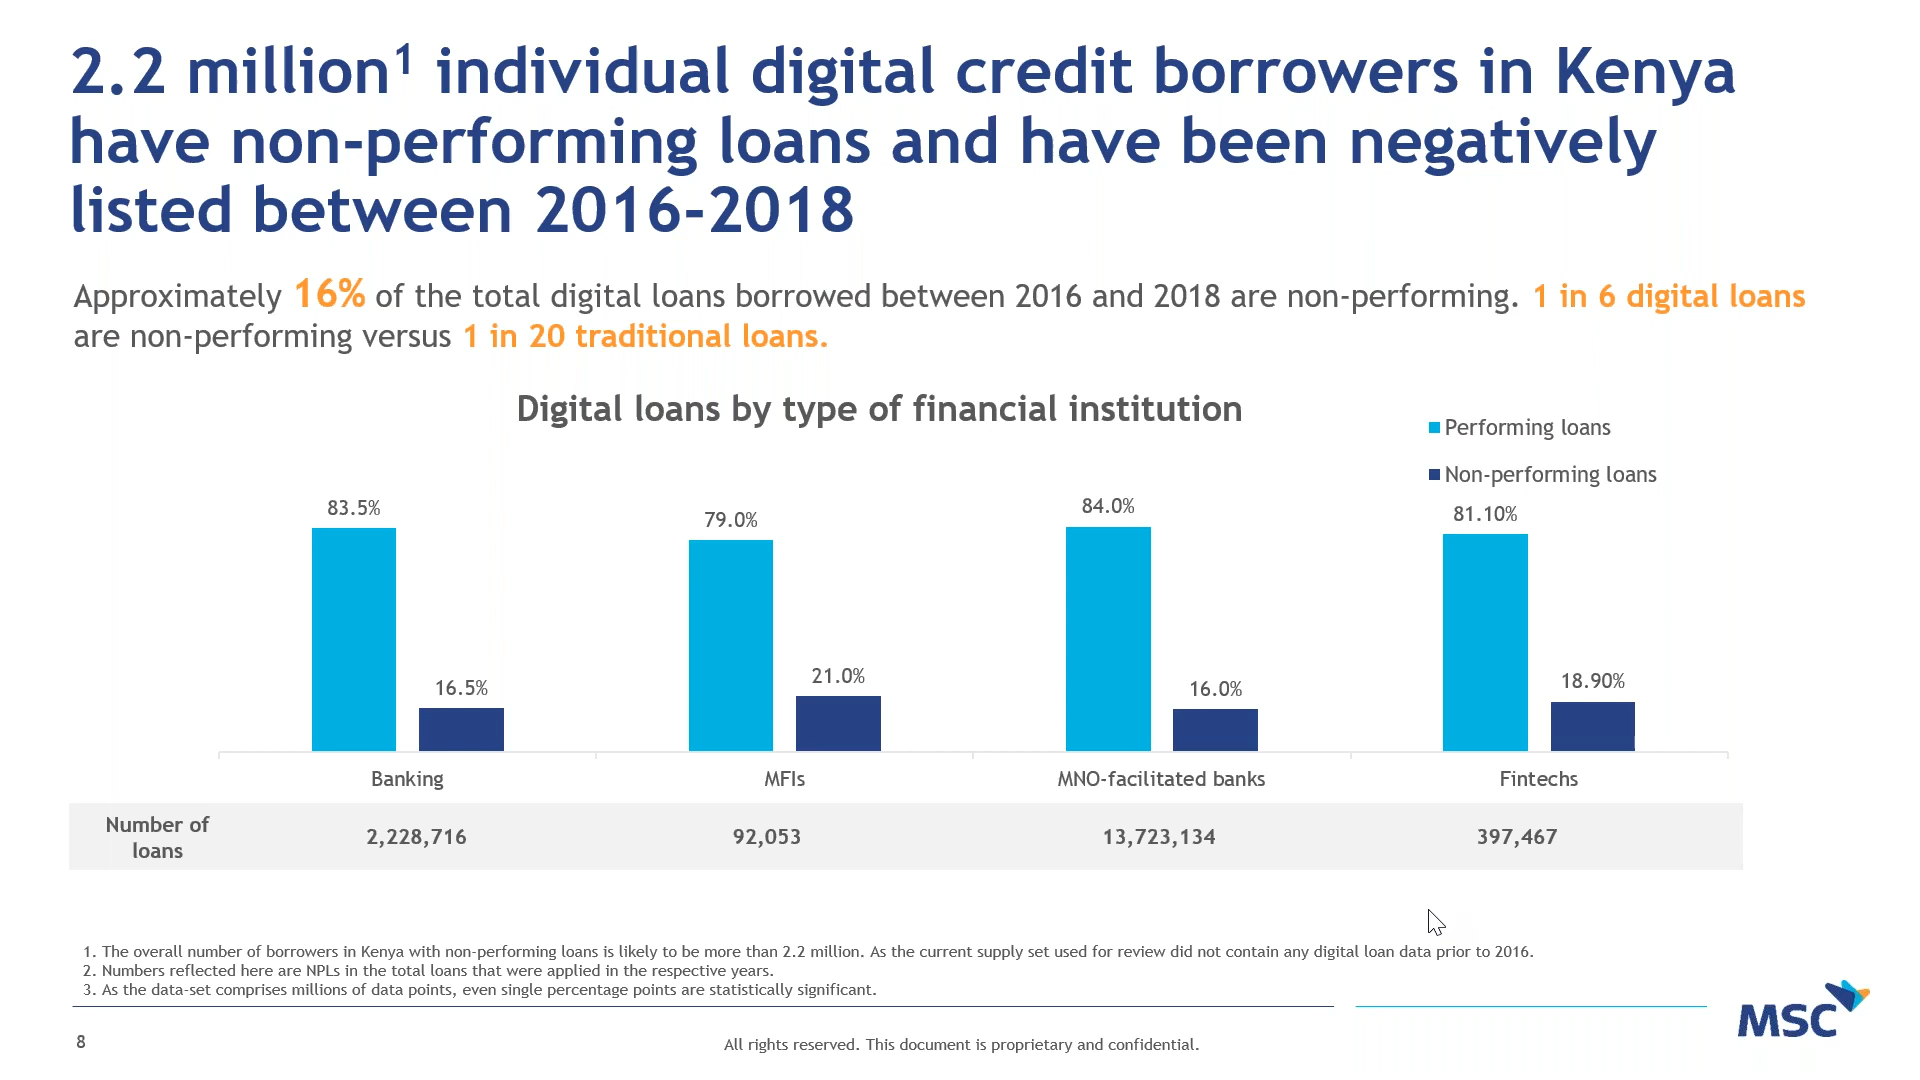 2.2 million¹ individual digital credit borrowers in Kenya
have non-performing loans and have been negatively
listed between 2016-2018
Approximately 16% of the total digital loans borrowed between 2016 and 2018 are non-performing. 1 in 6 digital loans
are non-performing versus 1 in 20 traditional loans.
Digital loans by type of financial institution
Performing loans
Non-performing loans
83.5%
16.5%
79.0%
21.0%
84.0%
16.0%
81.10%
18.90%
Banking
MFIs
MNO-facilitated banks
Fintechs
Number of
loans
2,228,716
92,053
13,723,134
397,467
1. The overall number of borrowers in Kenya with non-performing loans is likely to be more than 2.2 million. As the current supply set used for review did not contain any digital loan data prior to 2016.
2. Numbers reflected here are NPLs in the total loans that were applied in the respective years.
3. As the data-set comprises millions of data points, even single percentage points are statistically significant.
8
All rights reserved. This document is proprietary and confidential.
MSC